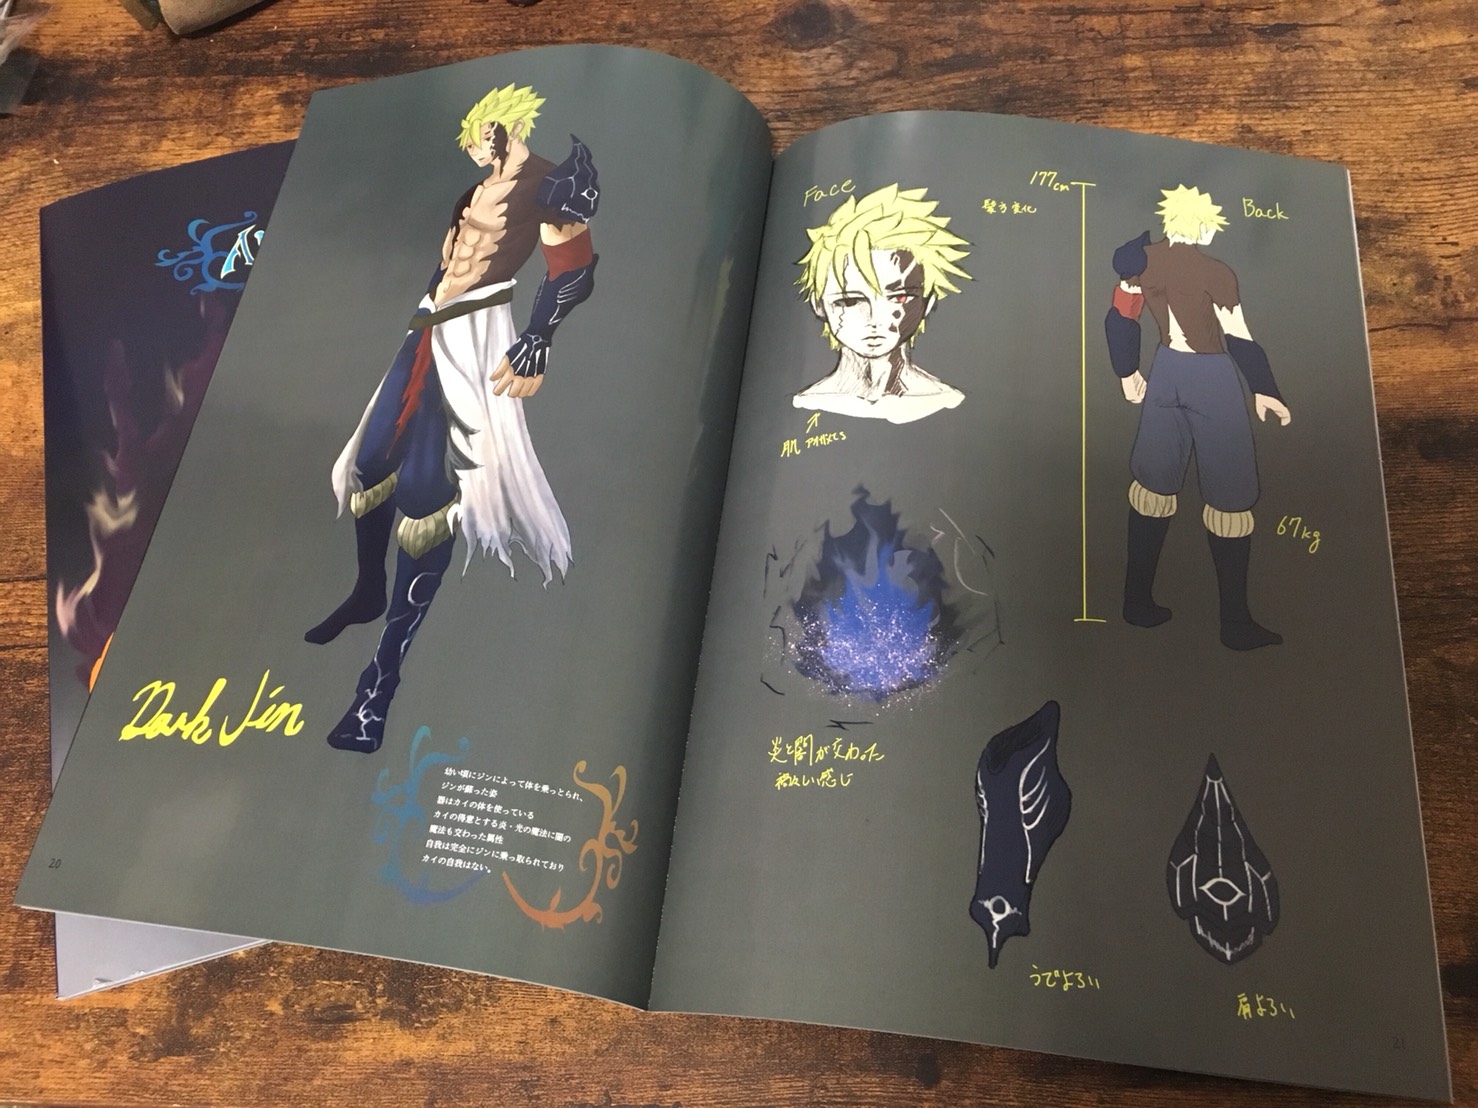 Dark Jin
幼い頃にジンによって体を乗っとられ、
ジンが蘇った姿
器はカイの体を使っている
カイの得意とする炎・光の魔法に闇の
魔法も交わった属性
自我は完全にジンに乗っ取られており
カイの自我はない。
20
Face
177cm
Back
肌
67kg
炎と闇が交わった
禍々しい感じ
うでよろい
肩よろい
21